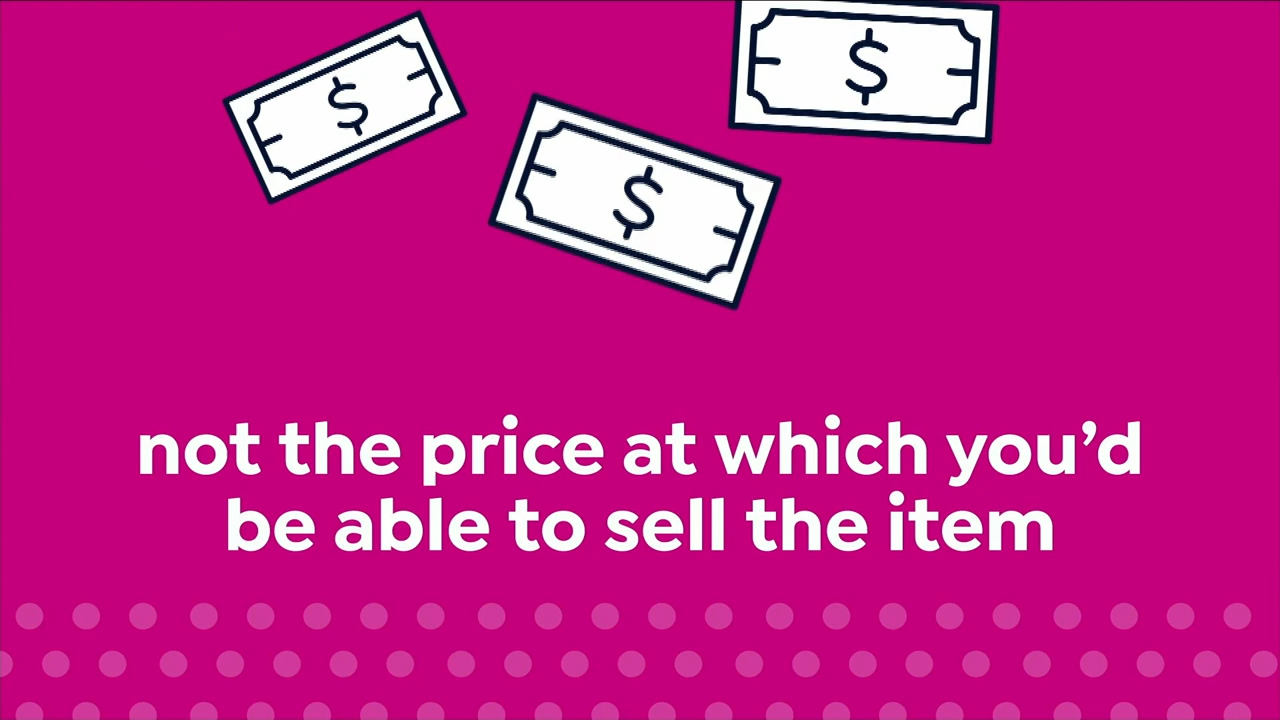 $
$
$
not the price at which you’d
be able to sell the item